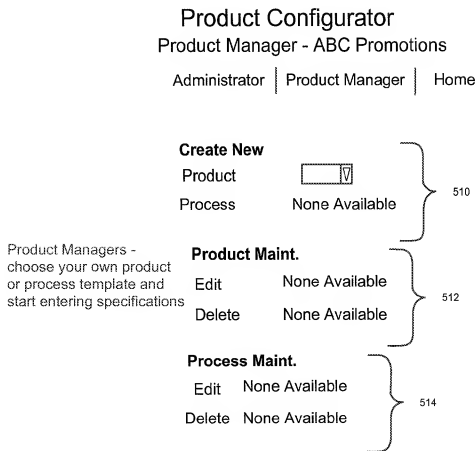 Product Configurator
Product Manager - ABC Promotions
Administrator | Product Manager | Home
Create New
Product
Process None Available
510
Product Managers -
choose your own product
or process template and
start entering specifications
Product Maint.
Edit None Available
Delete None Available
512
Process Maint.
Edit None Available
Delete None Available
514